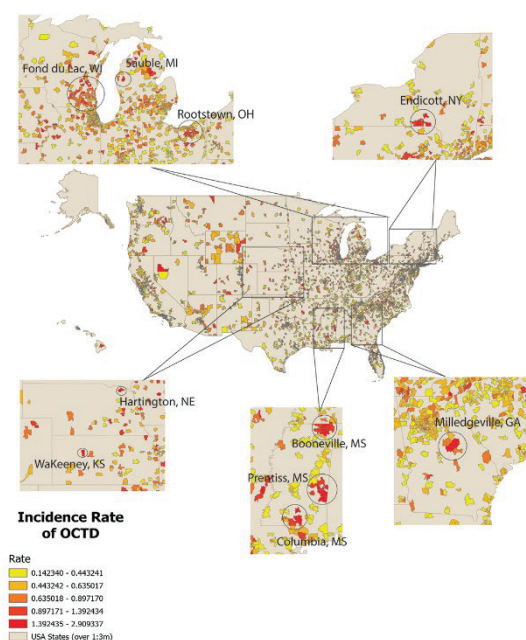 Sauble, MI
Fond du Lac, WI
Rootstown, OH
Endicott, NY
Hartington, NE
WaKeeney, KS
Booneville, MS
Prentiss, MS
Columbia, MS
Milledgeville, GA
Incidence Rate
of OCTD
Rate
0.142340 - 0.443241
0.443242 - 0.635017
0.635018 - 0.897170
0.897171 - 1.392434
1.392435 - 2.909337
USA States (over 1:3m)